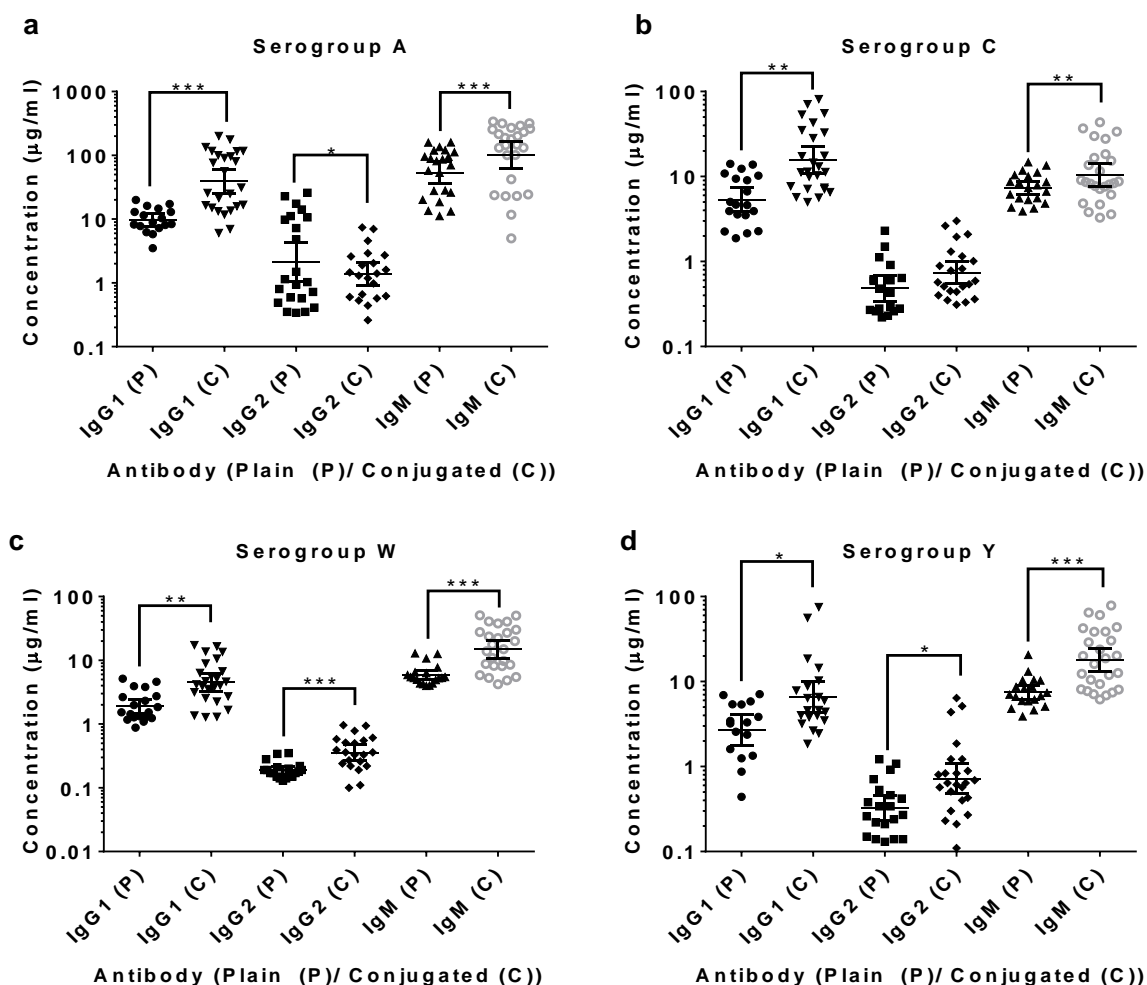 a
Serogroup A
Concentration (µg/ml)
1000
100
10
1
0.1
***
*
***
IgG1 (P)
IgG1 (C)
IgG2 (P)
IgG2 (C)
IgM (P)
IgM (C)
Antibody (Plain (P)/ Conjugated (C))
b
Serogroup C
Concentration (µg/ml)
100
10
1
0.1
**
**
IgG1 (P)
IgG1 (C)
IgG2 (P)
IgG2 (C)
IgM (P)
IgM (C)
Antibody (Plain (P)/ Conjugated (C))
c
Serogroup W
Concentration (µg/ml)
100
10
1
0.1
0.01
**
***
***
IgG1 (P)
IgG1 (C)
IgG2 (P)
IgG2 (C)
IgM (P)
IgM (C)
Antibody (Plain (P)/ Conjugated (C))
d
Serogroup Y
Concentration (µg/ml)
100
10
1
0.1
*
*
***
IgG1 (P)
IgG1 (C)
IgG2 (P)
IgG2 (C)
IgM (P)
IgM (C)
Antibody (Plain (P)/ Conjugated (C))